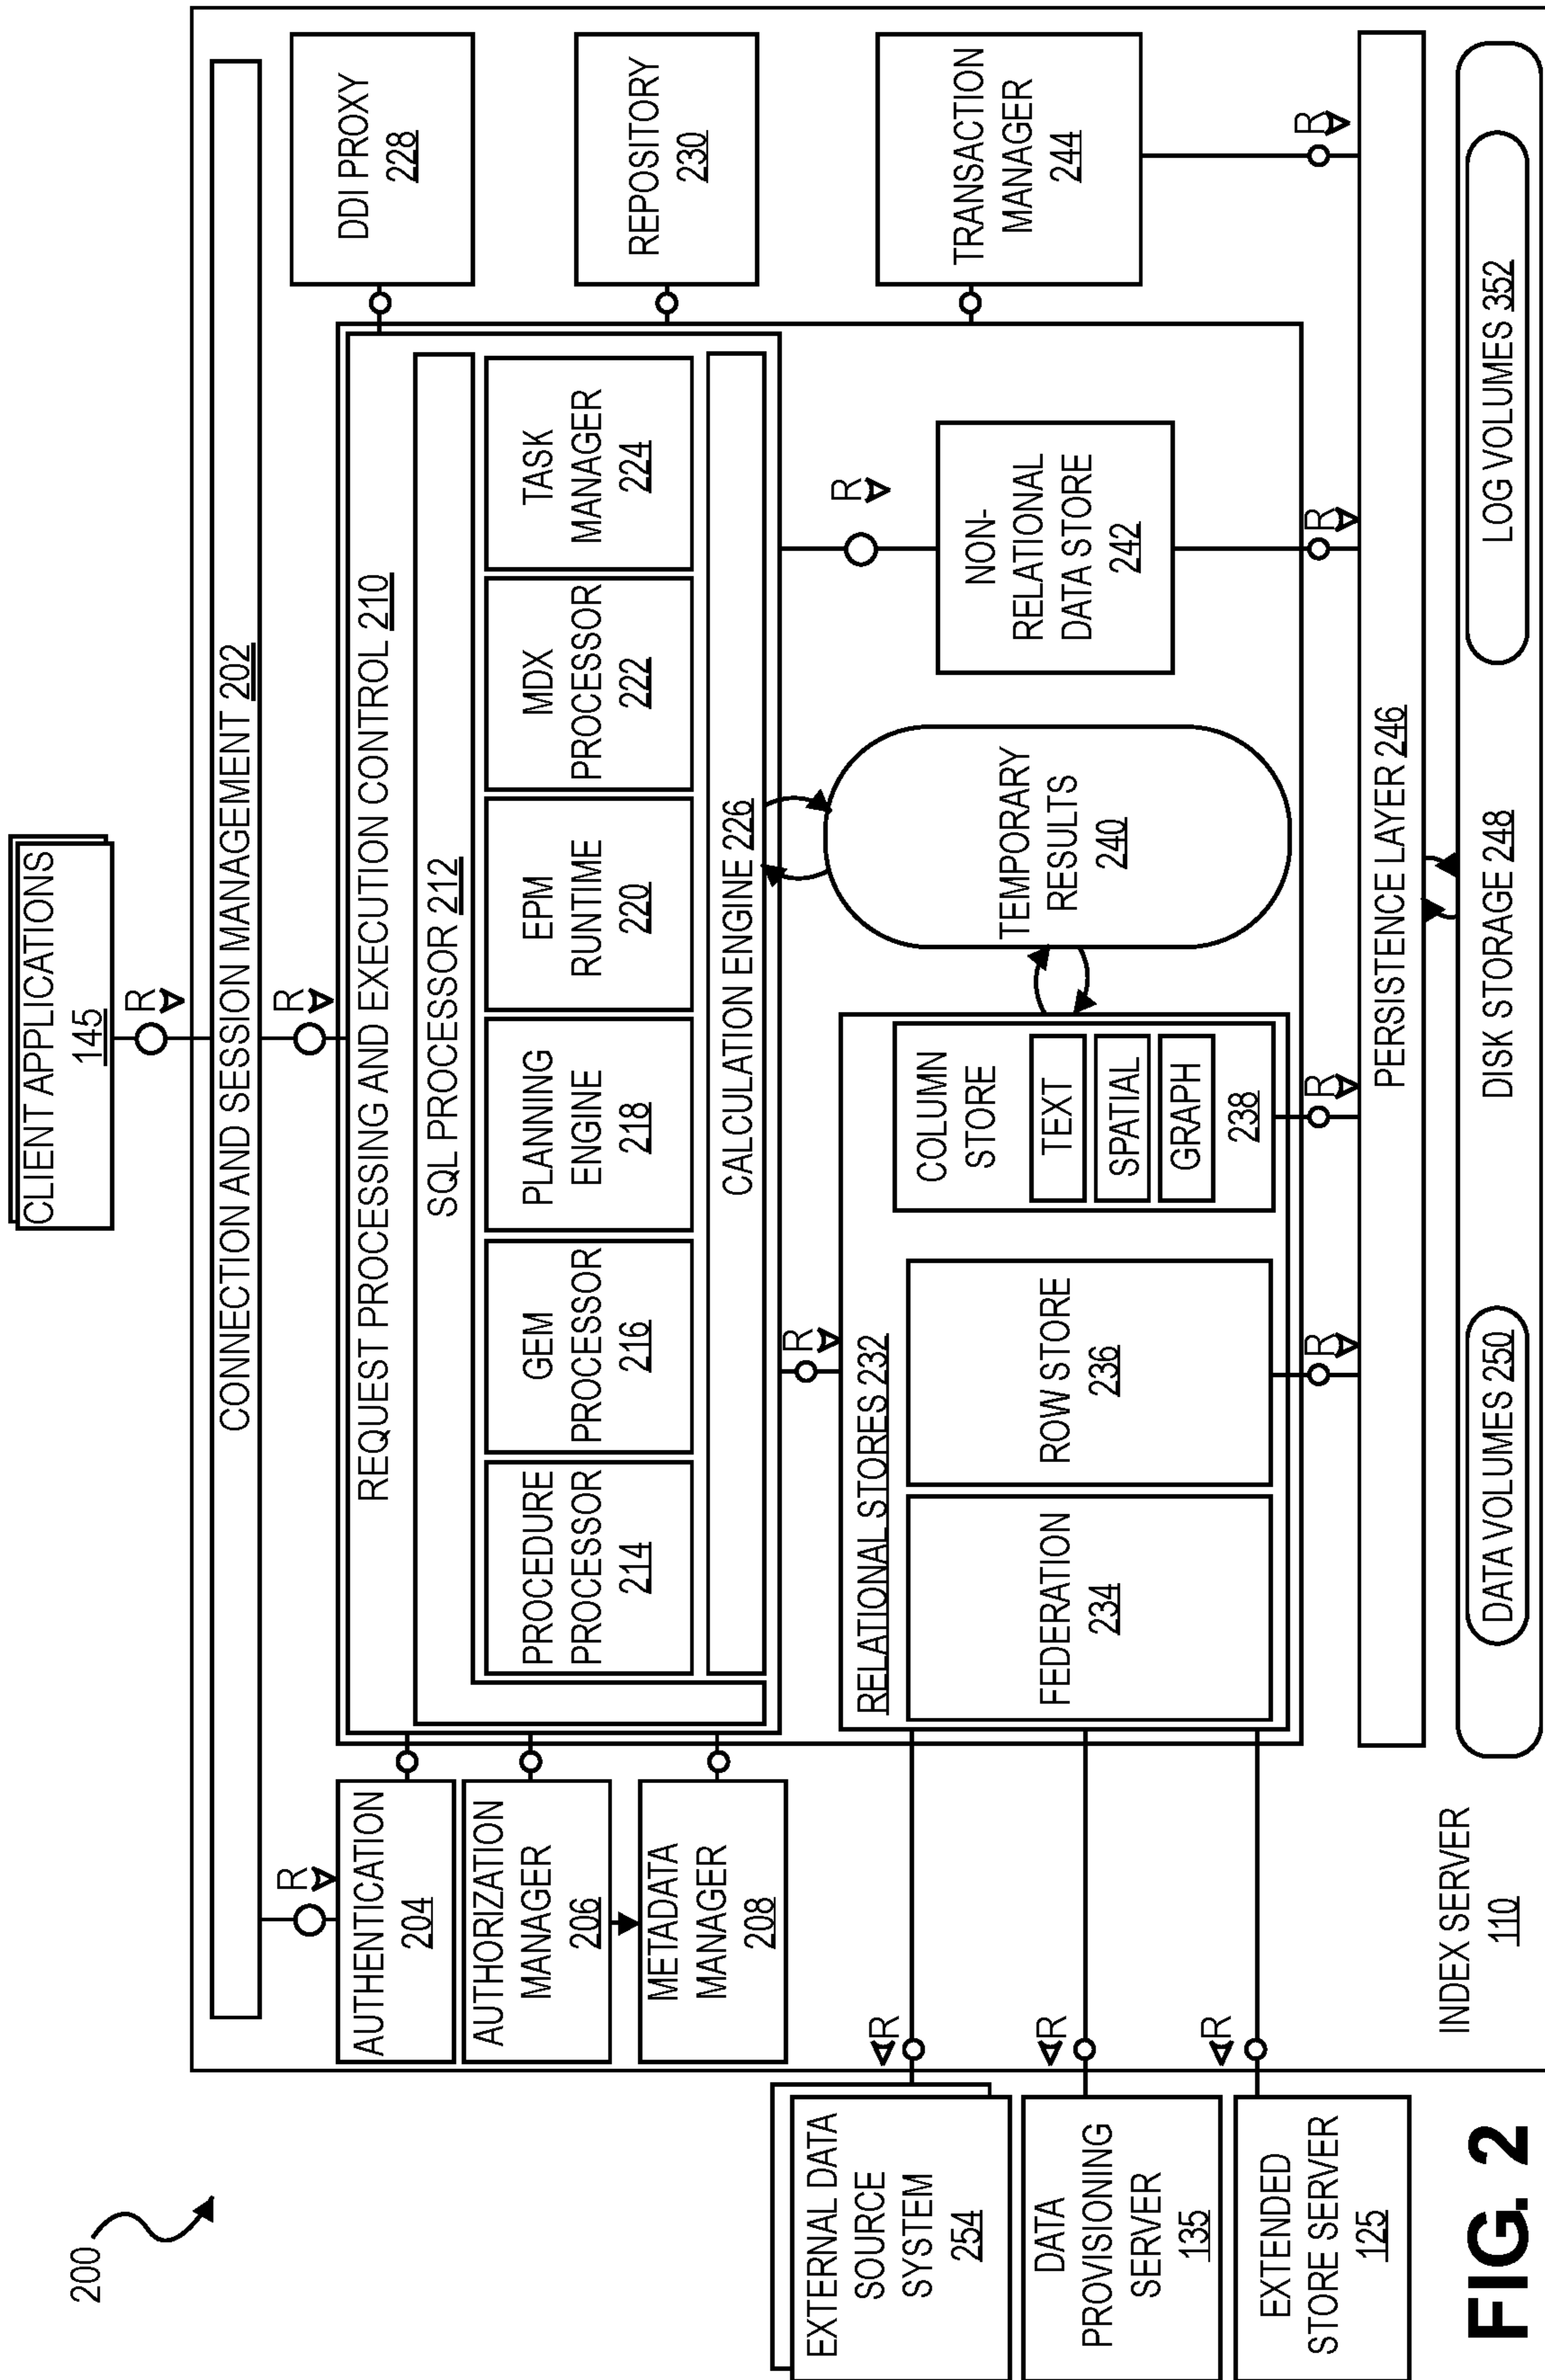 200
CLIENT APPLICATIONS
145
R
CONNECTION AND SESSION MANAGEMENT 202
R
R
AUTHENTICATION
204
AUTHORIZATION
MANAGER
206
METADATA
MANAGER
208
REQUEST PROCESSING AND EXECUTION CONTROL 210
SQL PROCESSOR 212
PROCEDURE
PROCESSOR
214
GEM
PROCESSOR
216
PLANNING
ENGINE
218
EPM
RUNTIME
220
MDX
PROCESSOR
222
TASK
MANAGER
224
CALCULATION ENGINE 226
DDI PROXY
228
REPOSITORY
230
TRANSACTION
MANAGER
244
R
R
R
RELATIONAL STORES 232
FEDERATION
234
ROW STORE
236
COLUMN
STORE
TEXT
SPATIAL
GRAPH
238
TEMPORARY
RESULTS
240
NON-
RELATIONAL
DATA STORE
242
EXTERNAL DATA
SOURCE
SYSTEM
254
R
DATA
PROVISIONING
SERVER
135
R
EXTENDED
STORE SERVER
125
R
R
R
R
PERSISTENCE LAYER 246
DISK STORAGE 248
DATA VOLUMES 250
LOG VOLUMES 352
INDEX SERVER
110
FIG. 2